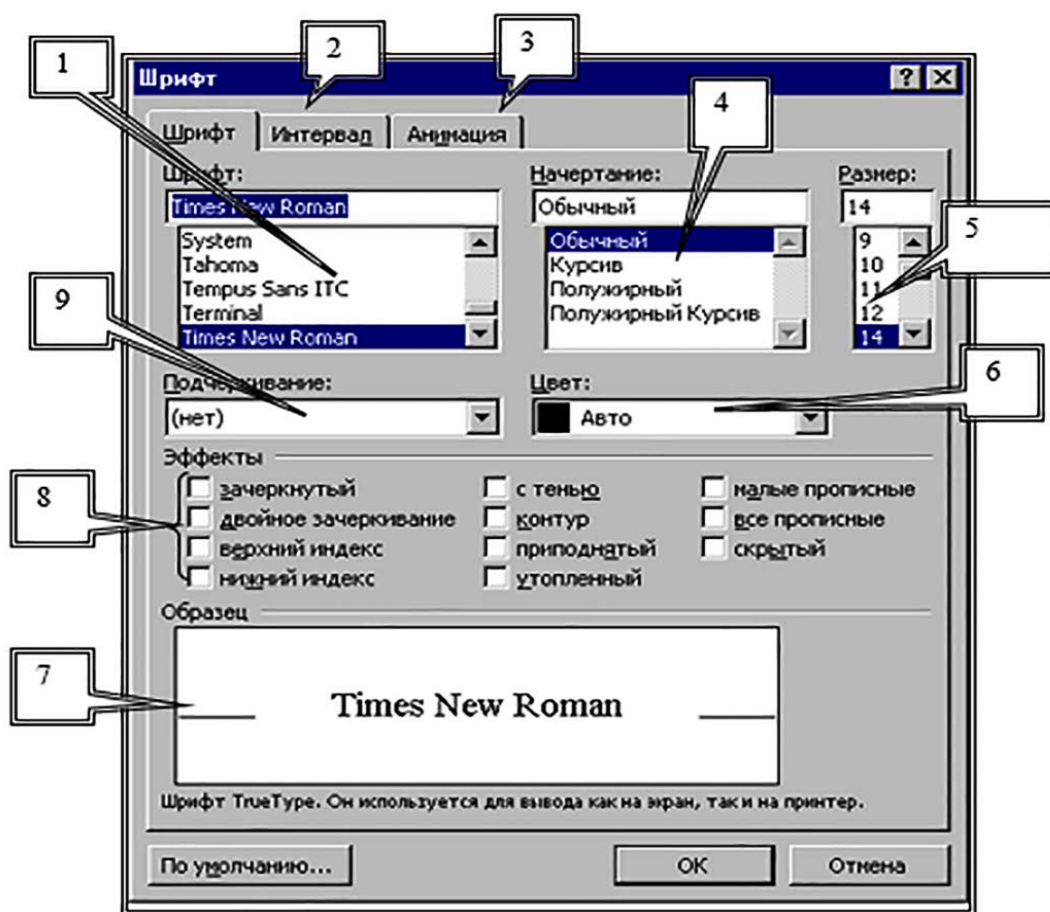 1
2
3
Шрифт
4
Шрифт
Интервал
Анимация
Шрифт:
Начертание:
Размер:
Times New Roman
Обычный
14
5
System
Обычный
9
Tahoma
Курсив
10
Tempus Sans ITC
Полужирный
11
Terminal
Полужирный Курсив
12
Times New Roman
14
9
Подчеркивание:
Цвет:
6
(нет)
Авто
Эффекты
8
зачеркнутый
с тенью
малые прописные
двойное зачеркивание
контур
все прописные
верхний индекс
приподнятый
скрытый
нижний индекс
утопленный
Образец
7
Times New Roman
Шрифт TrueType. Он используется для вывода как на экран, так и на принтер.
По умолчанию...
OK
Отмена